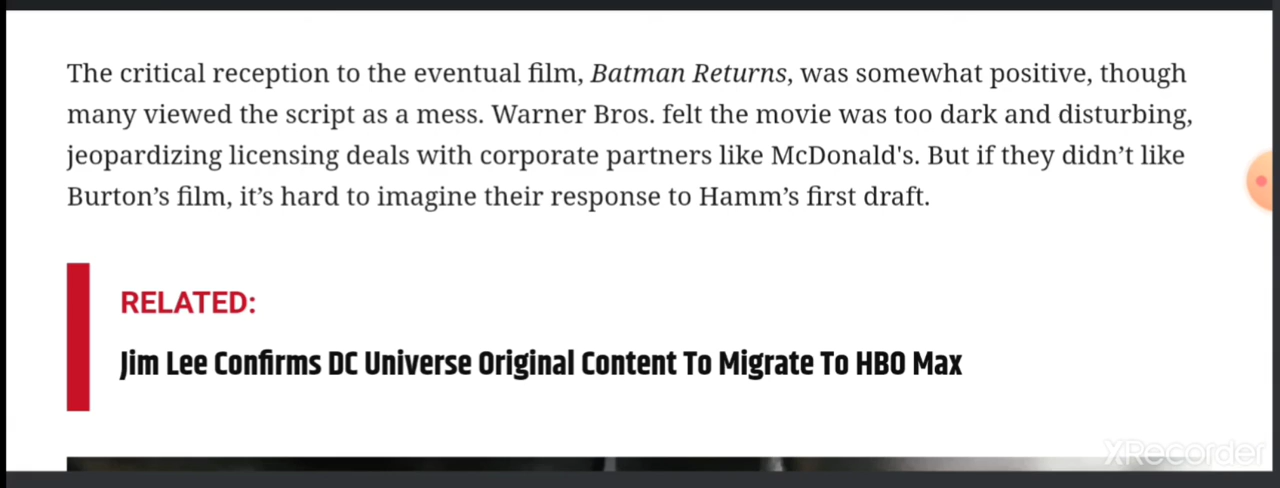 The critical reception to the eventual film, Batman Returns, was somewhat positive, though
many viewed the script as a mess. Warner Bros. felt the movie was too dark and disturbing,
jeopardizing licensing deals with corporate partners like McDonald's. But if they didn’t like
Burton’s film, it’s hard to imagine their response to Hamm’s first draft.
RELATED:
Jim Lee Confirms DC Universe Original Content To Migrate To HBO Max
XRecorder